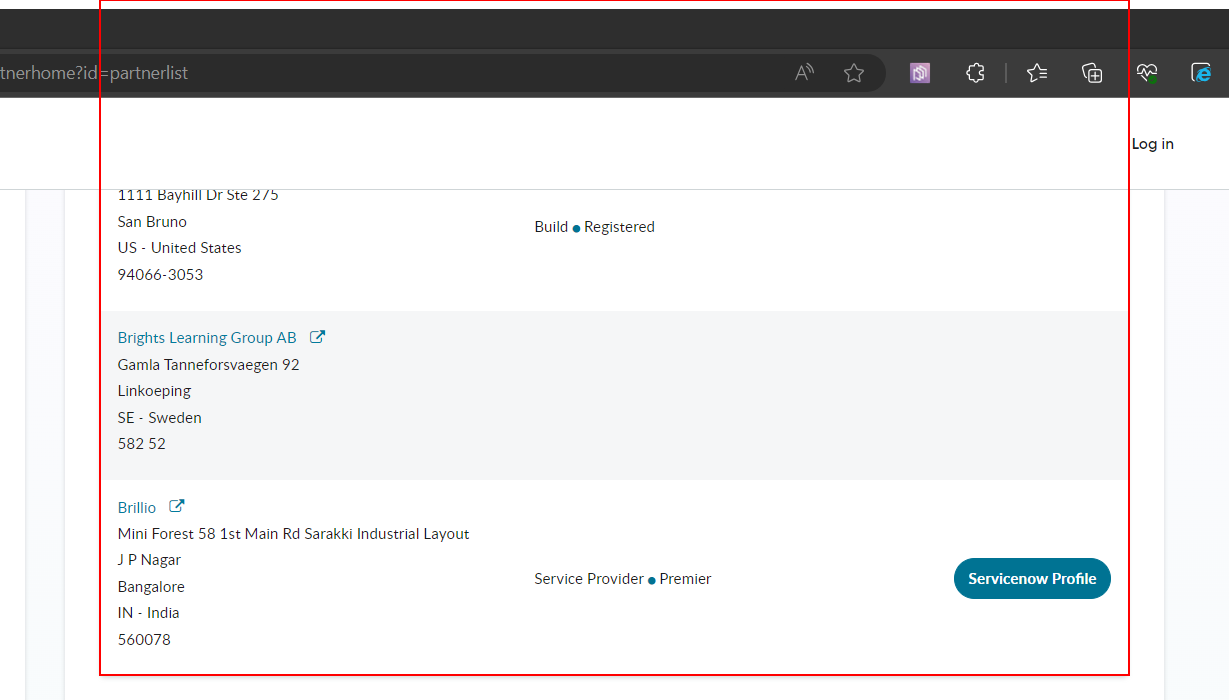 tnerhome?id=partnerlist
Log in
1111 Bayhill Dr Ste 275
San Bruno
US - United States
94066-3053
Build ● Registered
Brights Learning Group AB
Gamla Tanneforsvaegen 92
Linkoeping
SE - Sweden
582 52
Brillio
Mini Forest 58 1st Main Rd Sarakki Industrial Layout
J P Nagar
Bangalore
IN - India
560078
Service Provider ● Premier
Servicenow Profile